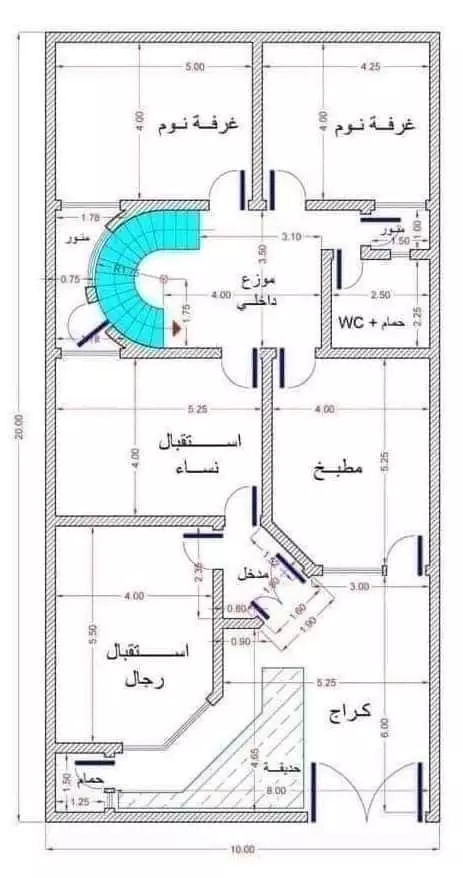 5.00
4.25
4.00
غرفة نوم
4.00
غرفة نوم
1.78
منور
3.10
3.50
منور
1.00
1.50
0.75
R1.75
موزع
داخلي
4.00
1.75
2.50
حمام + WC
2.25
1.78
20.00
5.25
4.00
استقبال
نساء
4.00
مطبخ
5.25
2.35
مدخل
3.00
4.00
0.60
1.60
1.90
0.90
5.50
استقبال
رجال
5.25
كراج
6.00
4.65
حديقة
8.00
1.50
حمام
1.25
10.00